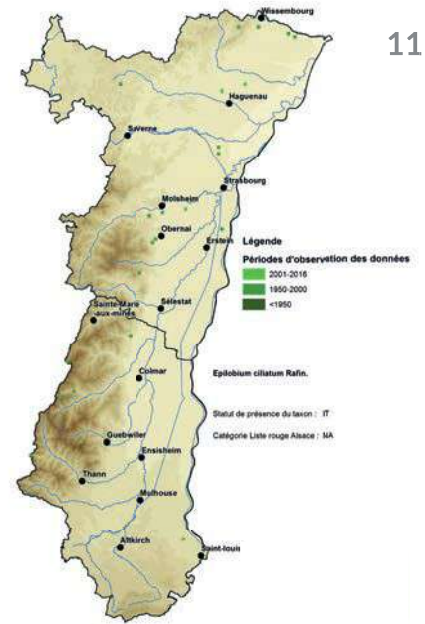 11
Wissembourg
Haguenau
Saverne
Strasbourg
Molsheim
Obernai
Erstein
Légende
Périodes d'observation des données
2001-2016
1950-2000
<1950
Sélestat
Sainte-Marie
-aux-mines
Colmar
Epilobium ciliatum Rafin.
Statut de présence du taxon : IT
Catégorie Liste rouge Alsace : NA
Guebwiler
Ensisheim
Thann
Mulhouse
Altkirch
Saint-louis